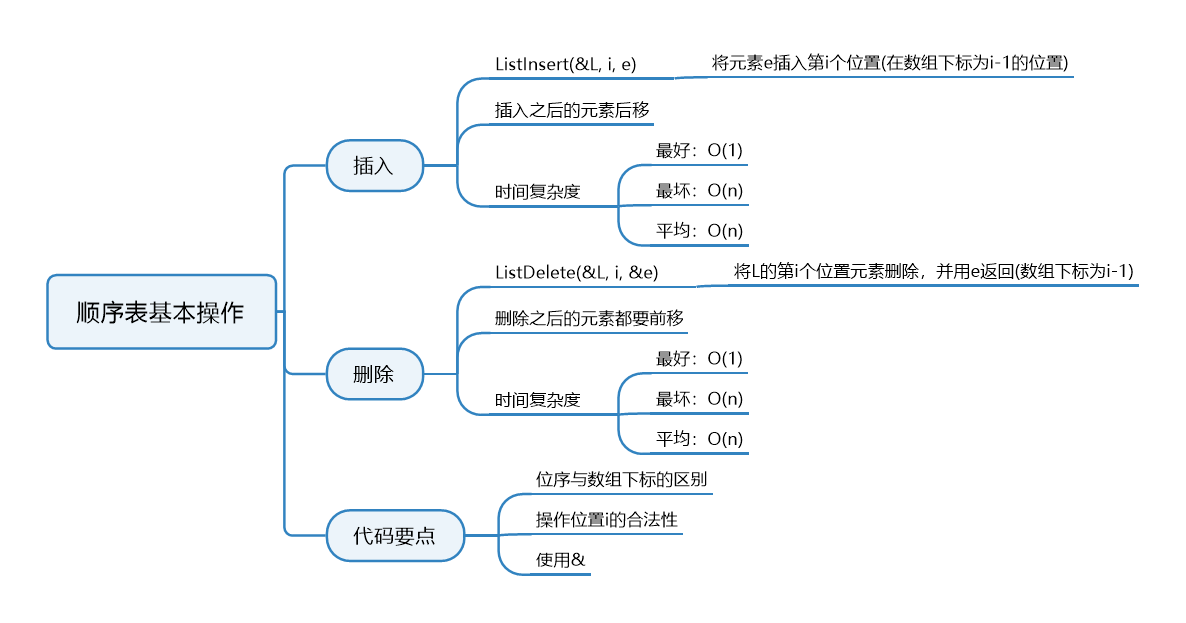 顺序表基本操作
插入
ListInsert(&L, i, e)
将元素e插入第i个位置(在数组下标为i-1的位置)
插入之后的元素后移
时间复杂度
最好：O(1)
最坏：O(n)
平均：O(n)
删除
ListDelete(&L, i, &e)
将L的第i个位置元素删除，并用e返回(数组下标为i-1)
删除之后的元素都要前移
时间复杂度
最好：O(1)
最坏：O(n)
平均：O(n)
代码要点
位序与数组下标的区别
操作位置i的合法性
使用&